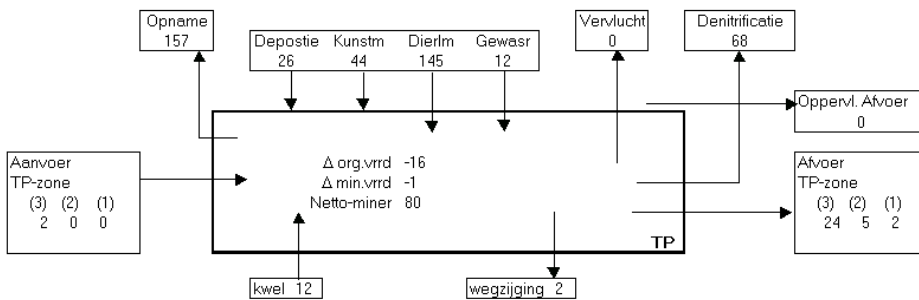 Opname
157
Depostie Kunstm Dierlm Gewasr
26 44 145 12
Vervlucht
0
Denitrificatie
68
Oppervl. Afvoer
0
Aanvoer
TP-zone
(3) (2) (1)
2 0 0
Δ org.vrrd -16
Δ min.vrrd -1
Netto-miner 80
TP
Afvoer
TP-zone
(3) (2) (1)
24 5 2
kwel 12
wegzijging 2